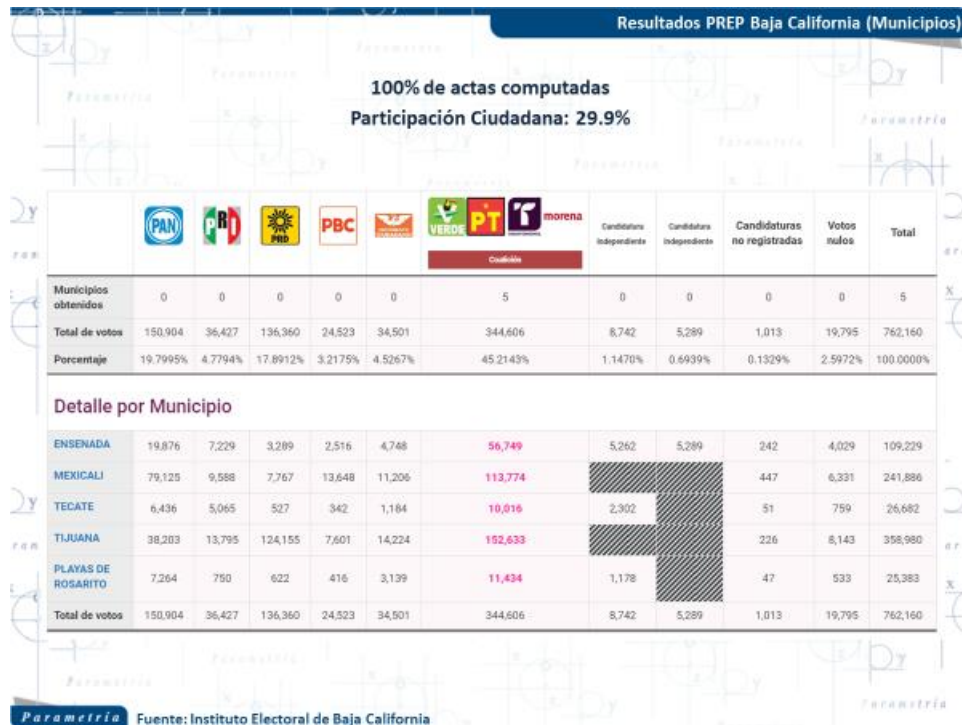 Resultados PREP Baja California (Municipios)
100% de actas computadas
Participación Ciudadana: 29.9%
PAN PRI PRD PBC MOVIMIENTO CIUDADANO VERDE PT morena Candidatura Independiente Candidatura Independiente Candidaturas no registradas Votos nulos Total
Coalición
Municipios obtenidos 0 0 0 0 0 5 0 0 0 0 5
Total de votos 150,904 36,427 136,360 24,523 34,501 344,606 8,742 5,289 1,013 19,795 762,160
Porcentaje 19.7995% 4.7794% 17.8912% 3.2175% 4.5267% 45.2143% 1.1470% 0.6939% 0.1329% 2.5972% 100.0000%
Detalle por Municipio
ENSENADA 19,876 7,229 3,289 2,516 4,748 56,749 5,262 5,289 242 4,029 109,229
MEXICALI 79,125 9,588 7,767 13,648 11,206 113,774 447 6,331 241,886
TECATE 6,436 5,065 527 342 1,184 10,016 2,302 51 759 26,682
TIJUANA 38,203 13,795 124,155 7,601 14,224 152,633 226 8,143 358,980
PLAYAS DE ROSARITO 7,264 750 622 416 3,139 11,434 1,178 47 533 25,383
Total de votos 150,904 36,427 136,360 24,523 34,501 344,606 8,742 5,289 1,013 19,795 762,160
Parametría Fuente: Instituto Electoral de Baja California